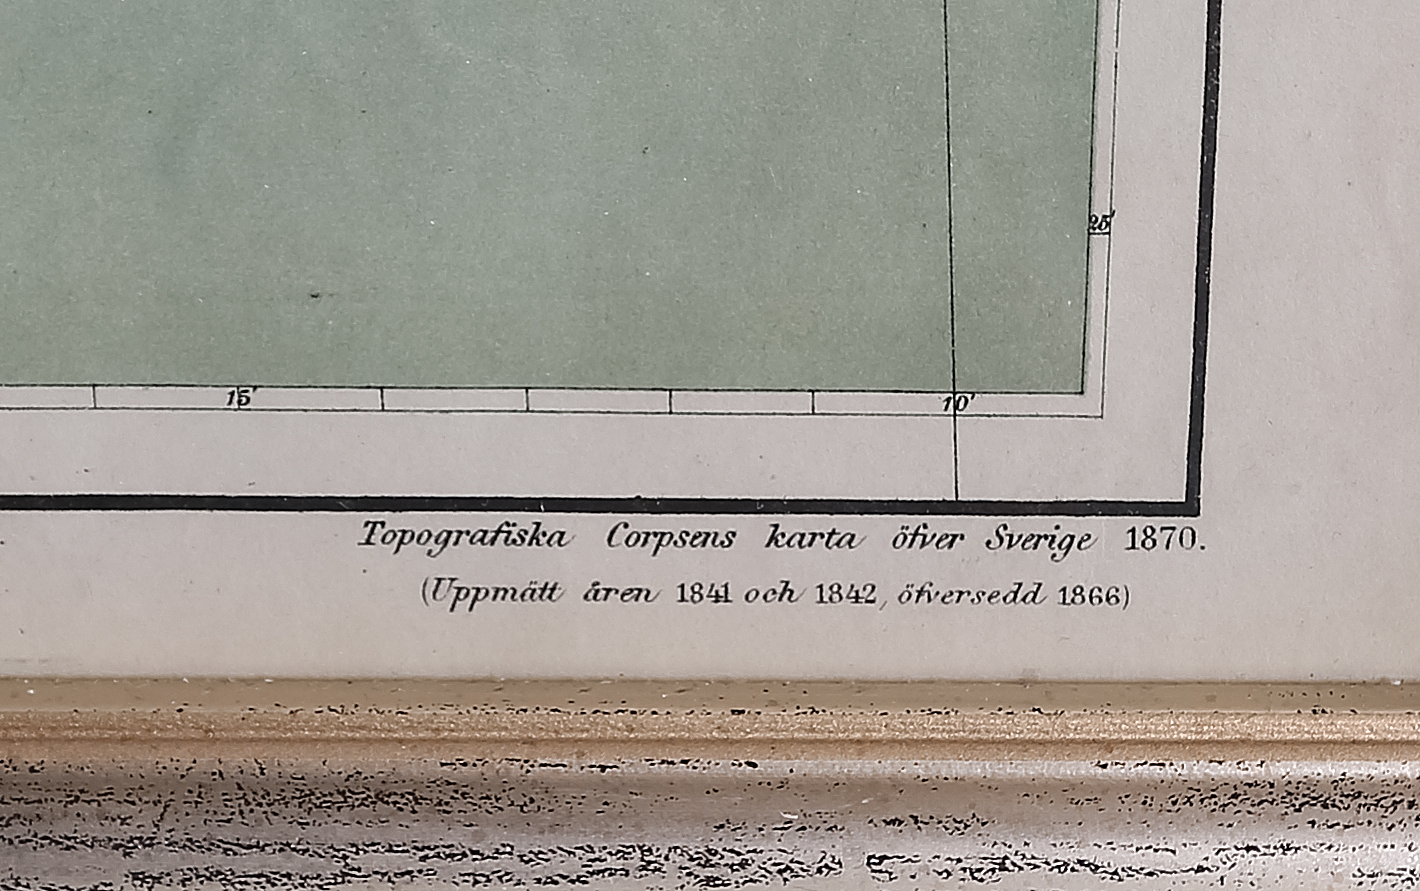 25'
15'
10'
Topografiska Corpsens karta öfver Sverige 1870.
(Uppmätt åren 1841 och 1842, öfversedd 1866)